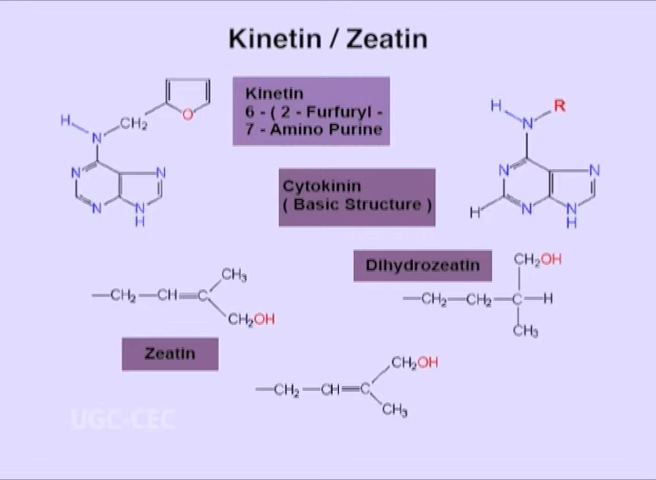 Kinetin / Zeatin
Kinetin
6 - ( 2 - Furfuryl -
7 - Amino Purine
H
N
CH2
O
N
N
N
N
H
H
N
R
N
N
N
N
H
H
Cytokinin
( Basic Structure )
Dihydrozeatin
CH2OH
—CH2—CH2—C—H
CH3
CH3
—CH2—CH=C
CH2OH
Zeatin
CH2OH
—CH2—CH=C
CH3
UGC-CEC